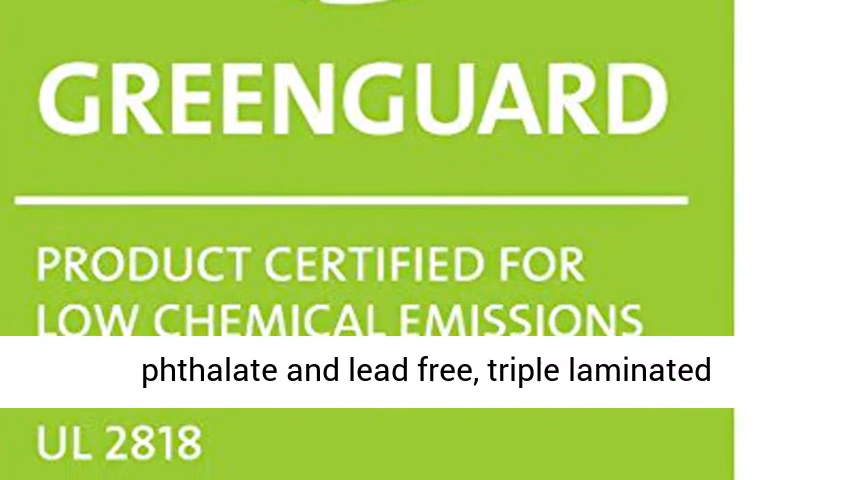 GREENGUARD
PRODUCT CERTIFIED FOR
LOW CHEMICAL EMISSIONS
phthalate and lead free, triple laminated
UL 2818